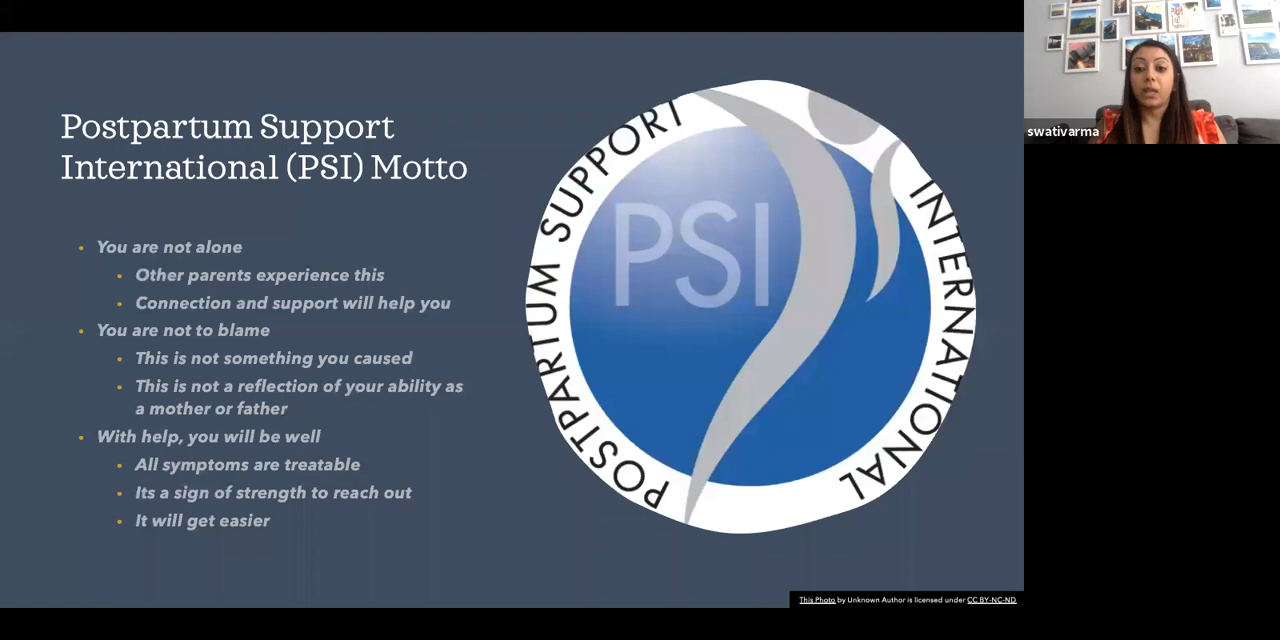 Postpartum Support
International (PSI) Motto
You are not alone
Other parents experience this
Connection and support will help you
You are not to blame
This is not something you caused
This is not a reflection of your ability as
a mother or father
With help, you will be well
All symptoms are treatable
Its a sign of strength to reach out
It will get easier
POSTPARTUM SUPPORT
INTERNATIONAL
PSI
This Photo by Unknown Author is licensed under CC BY-NC-ND
swativarma